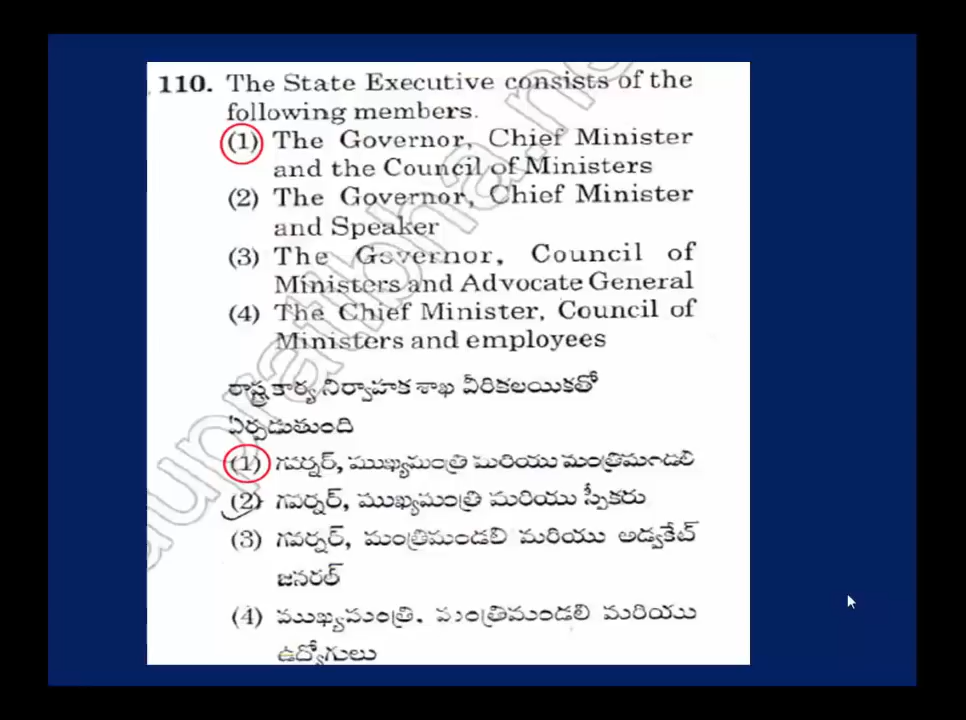 110. The State Executive consists of the
following members.
(1) The Governor, Chief Minister
and the Council of Ministers
(2) The Governor, Chief Minister
and Speaker
(3) The Governor, Council of
Ministers and Advocate General
(4) The Chief Minister, Council of
Ministers and employees
రాష్ట్ర కార్య నిర్వాహక శాఖ వీరికలయికతో
ఏర్పడుతుంది
(1) గవర్నర్, ముఖ్యమంత్రి మరియు మంత్రిమండలి
(2) గవర్నర్, ముఖ్యమంత్రి మరియు స్పీకరు
(3) గవర్నర్, మంత్రిమండలి మరియు అడ్వకేట్
జనరల్
(4) ముఖ్యమంత్రి, మంత్రిమండలి మరియు
ఉద్యోగులు